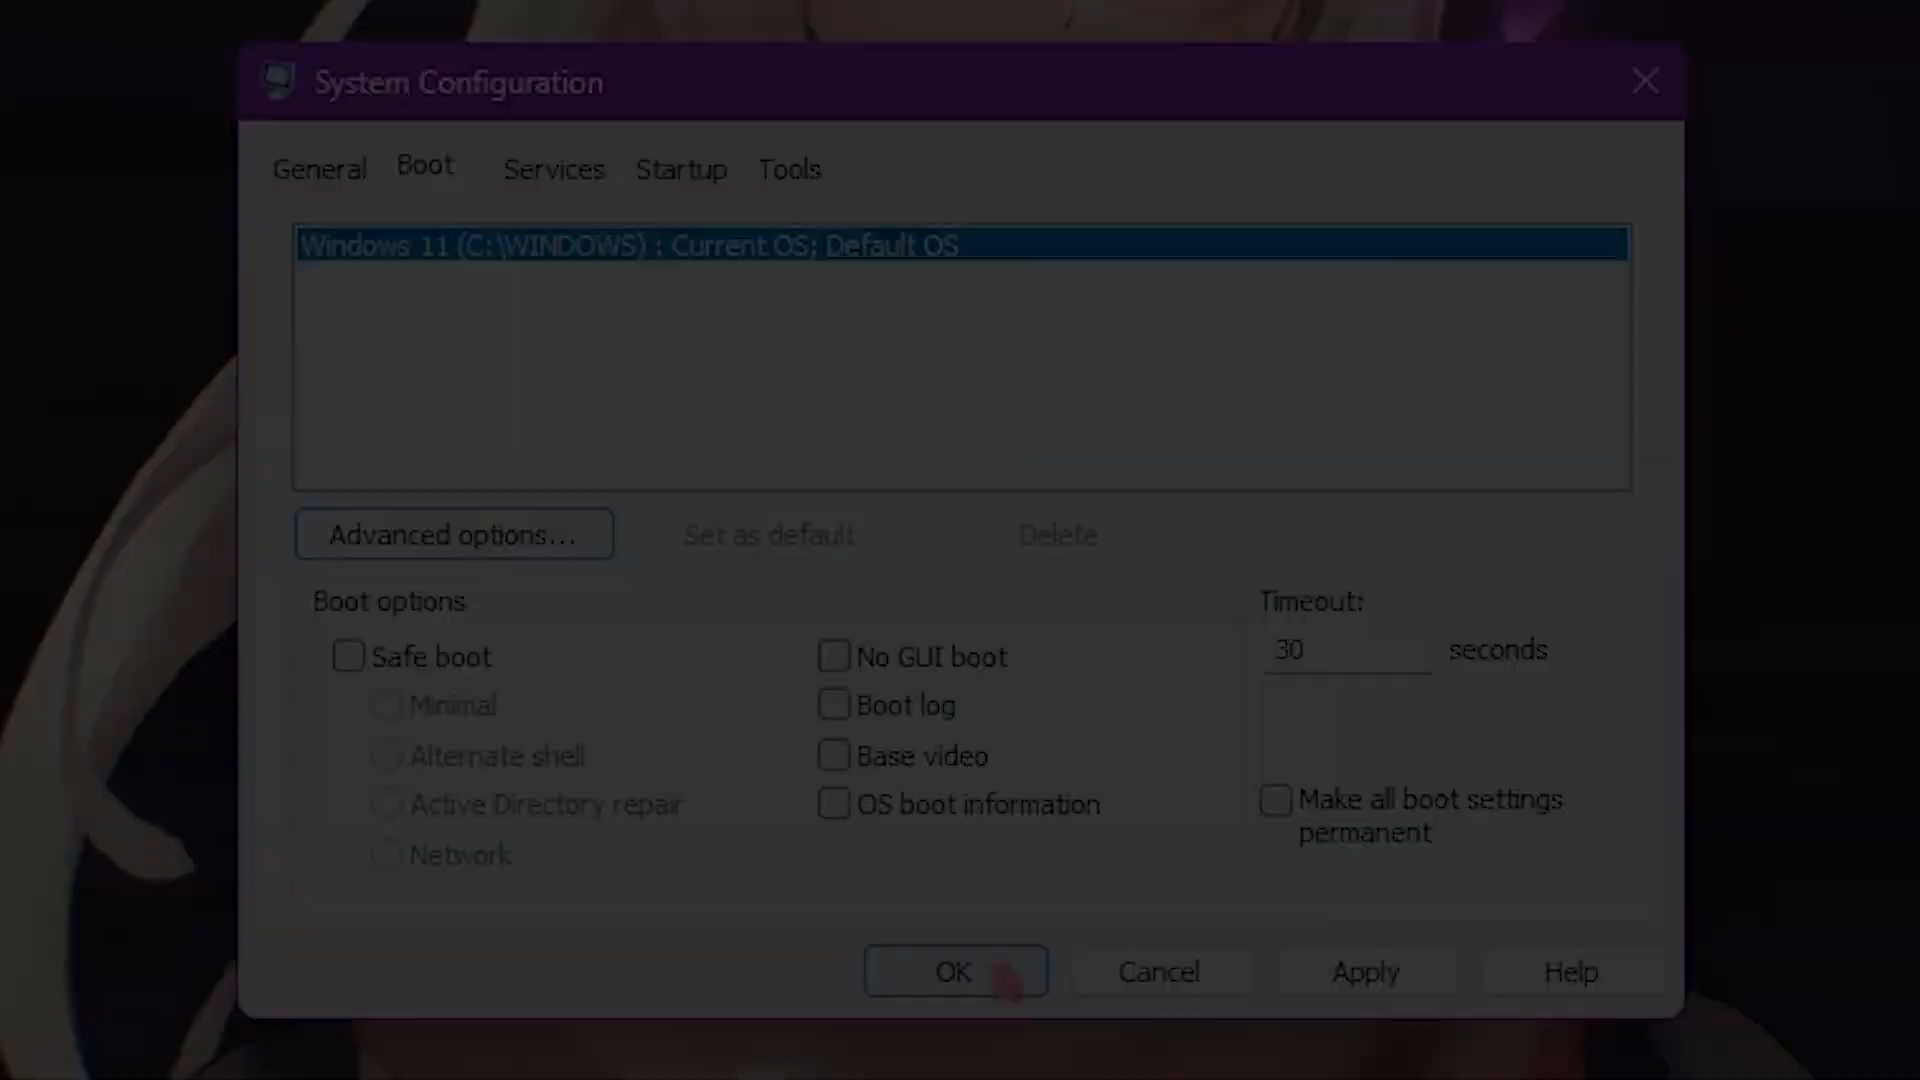 System Configuration
General Boot Services Startup Tools
Windows 11 (C:\WINDOWS) : Current OS; Default OS
Advanced options... Set as default Delete
Boot options
Timeout:
Safe boot
No GUI boot
30 seconds
Minimal
Boot log
Alternate shell
Base video
Active Directory repair
OS boot information
Make all boot settings
permanent
Network
OK Cancel Apply Help